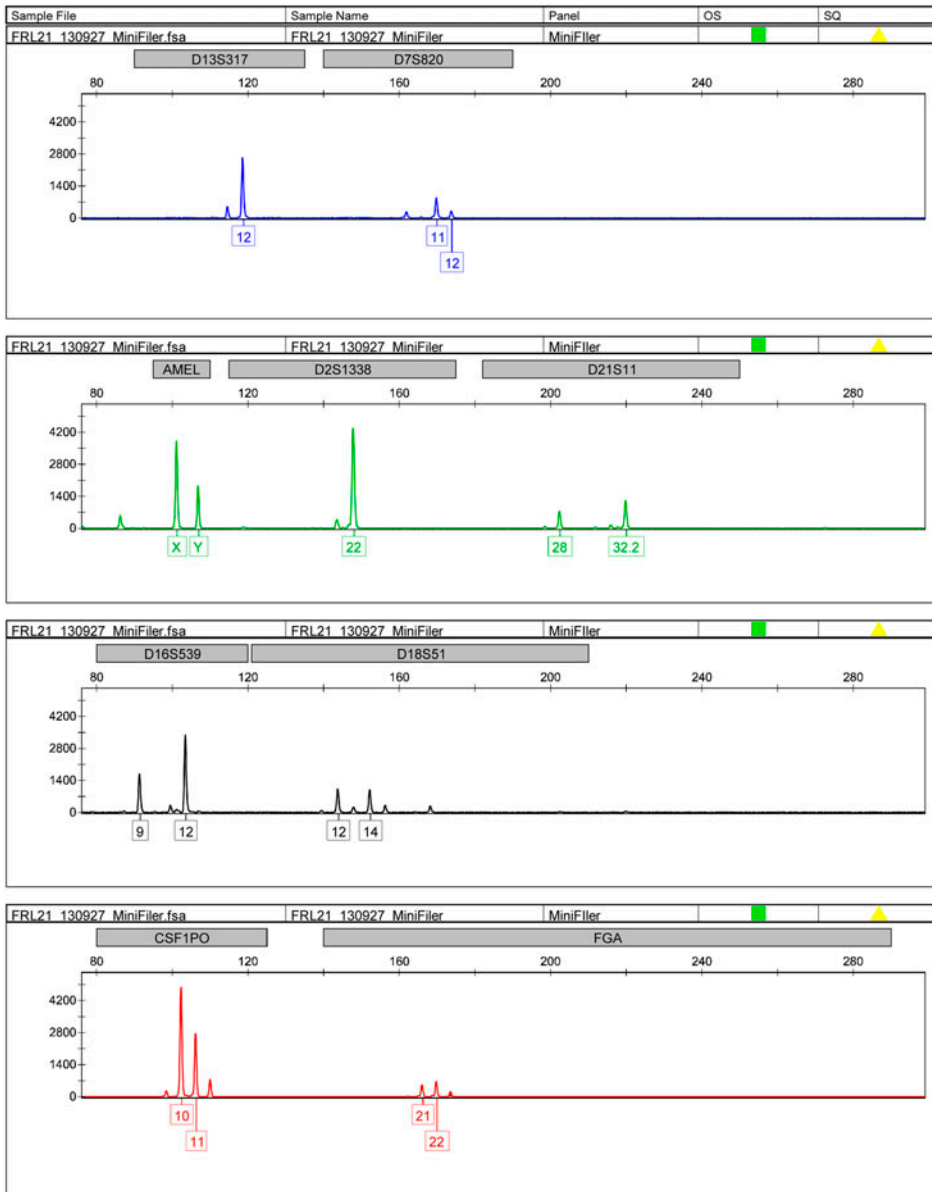 Sample File Sample Name Panel OS SQ
FRL21_130927_MiniFiler.fsa FRL21_130927_MiniFiler MiniFIler
D13S317 D7S820
80 120 160 200 240 280
4200
2800
1400
0
12 11
12
FRL21_130927_MiniFiler.fsa FRL21_130927_MiniFiler MiniFIler
AMEL D2S1338 D21S11
80 120 160 200 240 280
4200
2800
1400
0
X Y 22 28 32.2
FRL21_130927_MiniFiler.fsa FRL21_130927_MiniFiler MiniFIler
D16S539 D18S51
80 120 160 200 240 280
4200
2800
1400
0
9 12 12 14
FRL21_130927_MiniFiler.fsa FRL21_130927_MiniFiler MiniFIler
CSF1PO FGA
80 120 160 200 240 280
4200
2800
1400
0
10 21
11 22